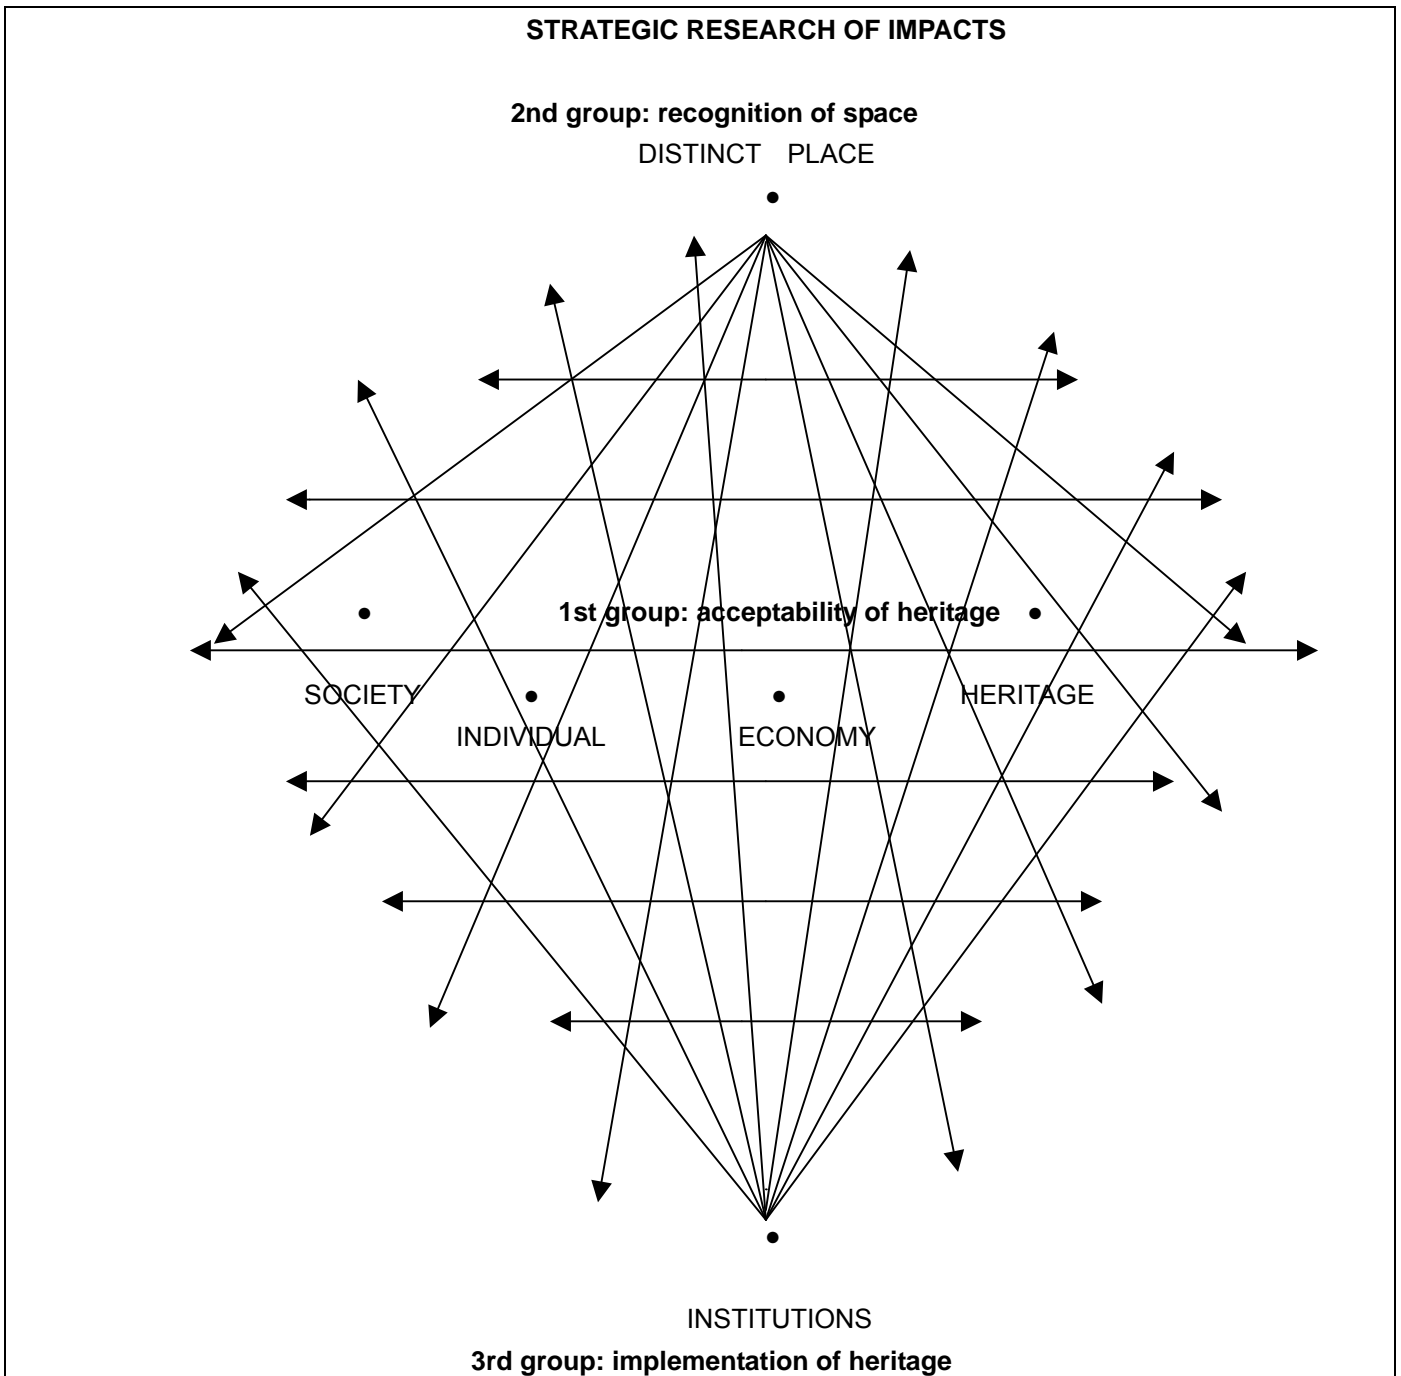 STRATEGIC RESEARCH OF IMPACTS
2nd group: recognition of space
DISTINCT PLACE
1st group: acceptability of heritage
SOCIETY
HERITAGE
INDIVIDUAL
ECONOMY
INSTITUTIONS
3rd group: implementation of heritage